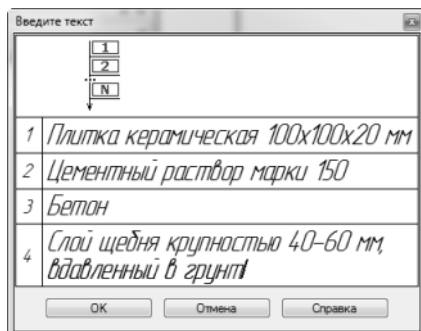 Введите текст
1
2
N
1 Плитка керамическая 100х100х20 мм
2 Цементный раствор марки 150
3 Бетон
4 Слой щебня крупностью 40-60 мм,
вдавленный в грунт
ОК Отмена Справка